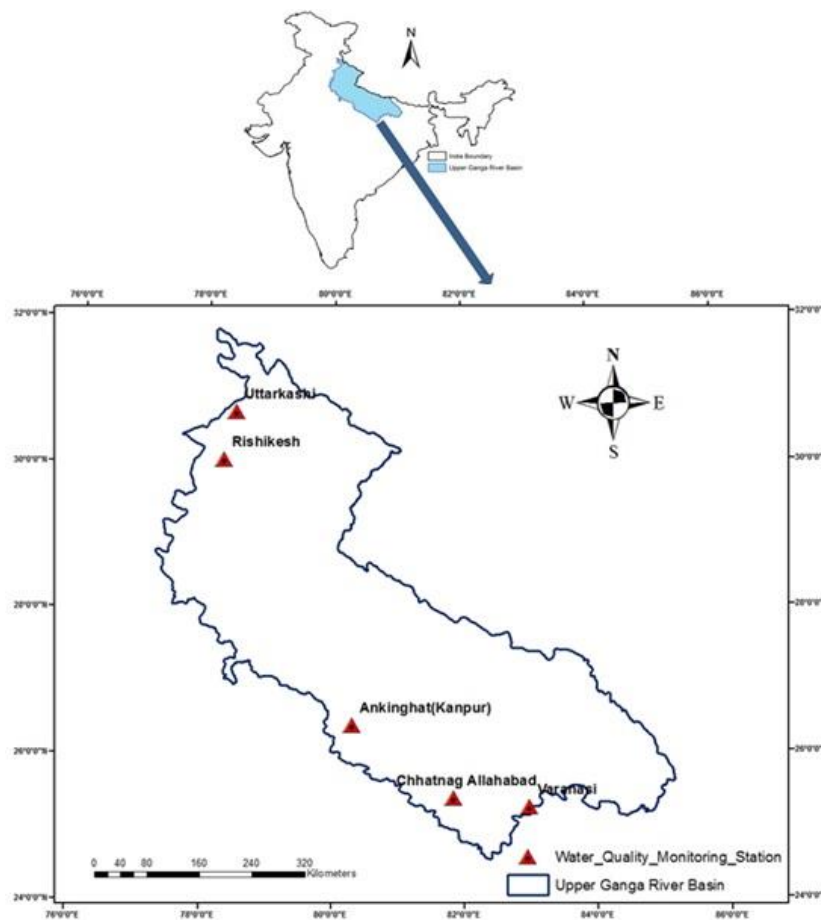 N
India Boundary
Upper Ganga River Basin
76°0'0"E 78°0'0"E 80°0'0"E 82°0'0"E 84°0'0"E 86°0'0"E
32°0'0"N 32°0'0"N
N
W E
S
Uttarkashi
Rishikesh
30°0'0"N 30°0'0"N
28°0'0"N 28°0'0"N
Ankinghat(Kanpur)
26°0'0"N 26°0'0"N
Chhatnag Allahabad Varanasi
Water_Quality_Monitoring_Station
0 40 80 160 240 320
Kilometers
Upper Ganga River Basin
24°0'0"N 24°0'0"N
76°0'0"E 78°0'0"E 80°0'0"E 82°0'0"E 84°0'0"E 86°0'0"E